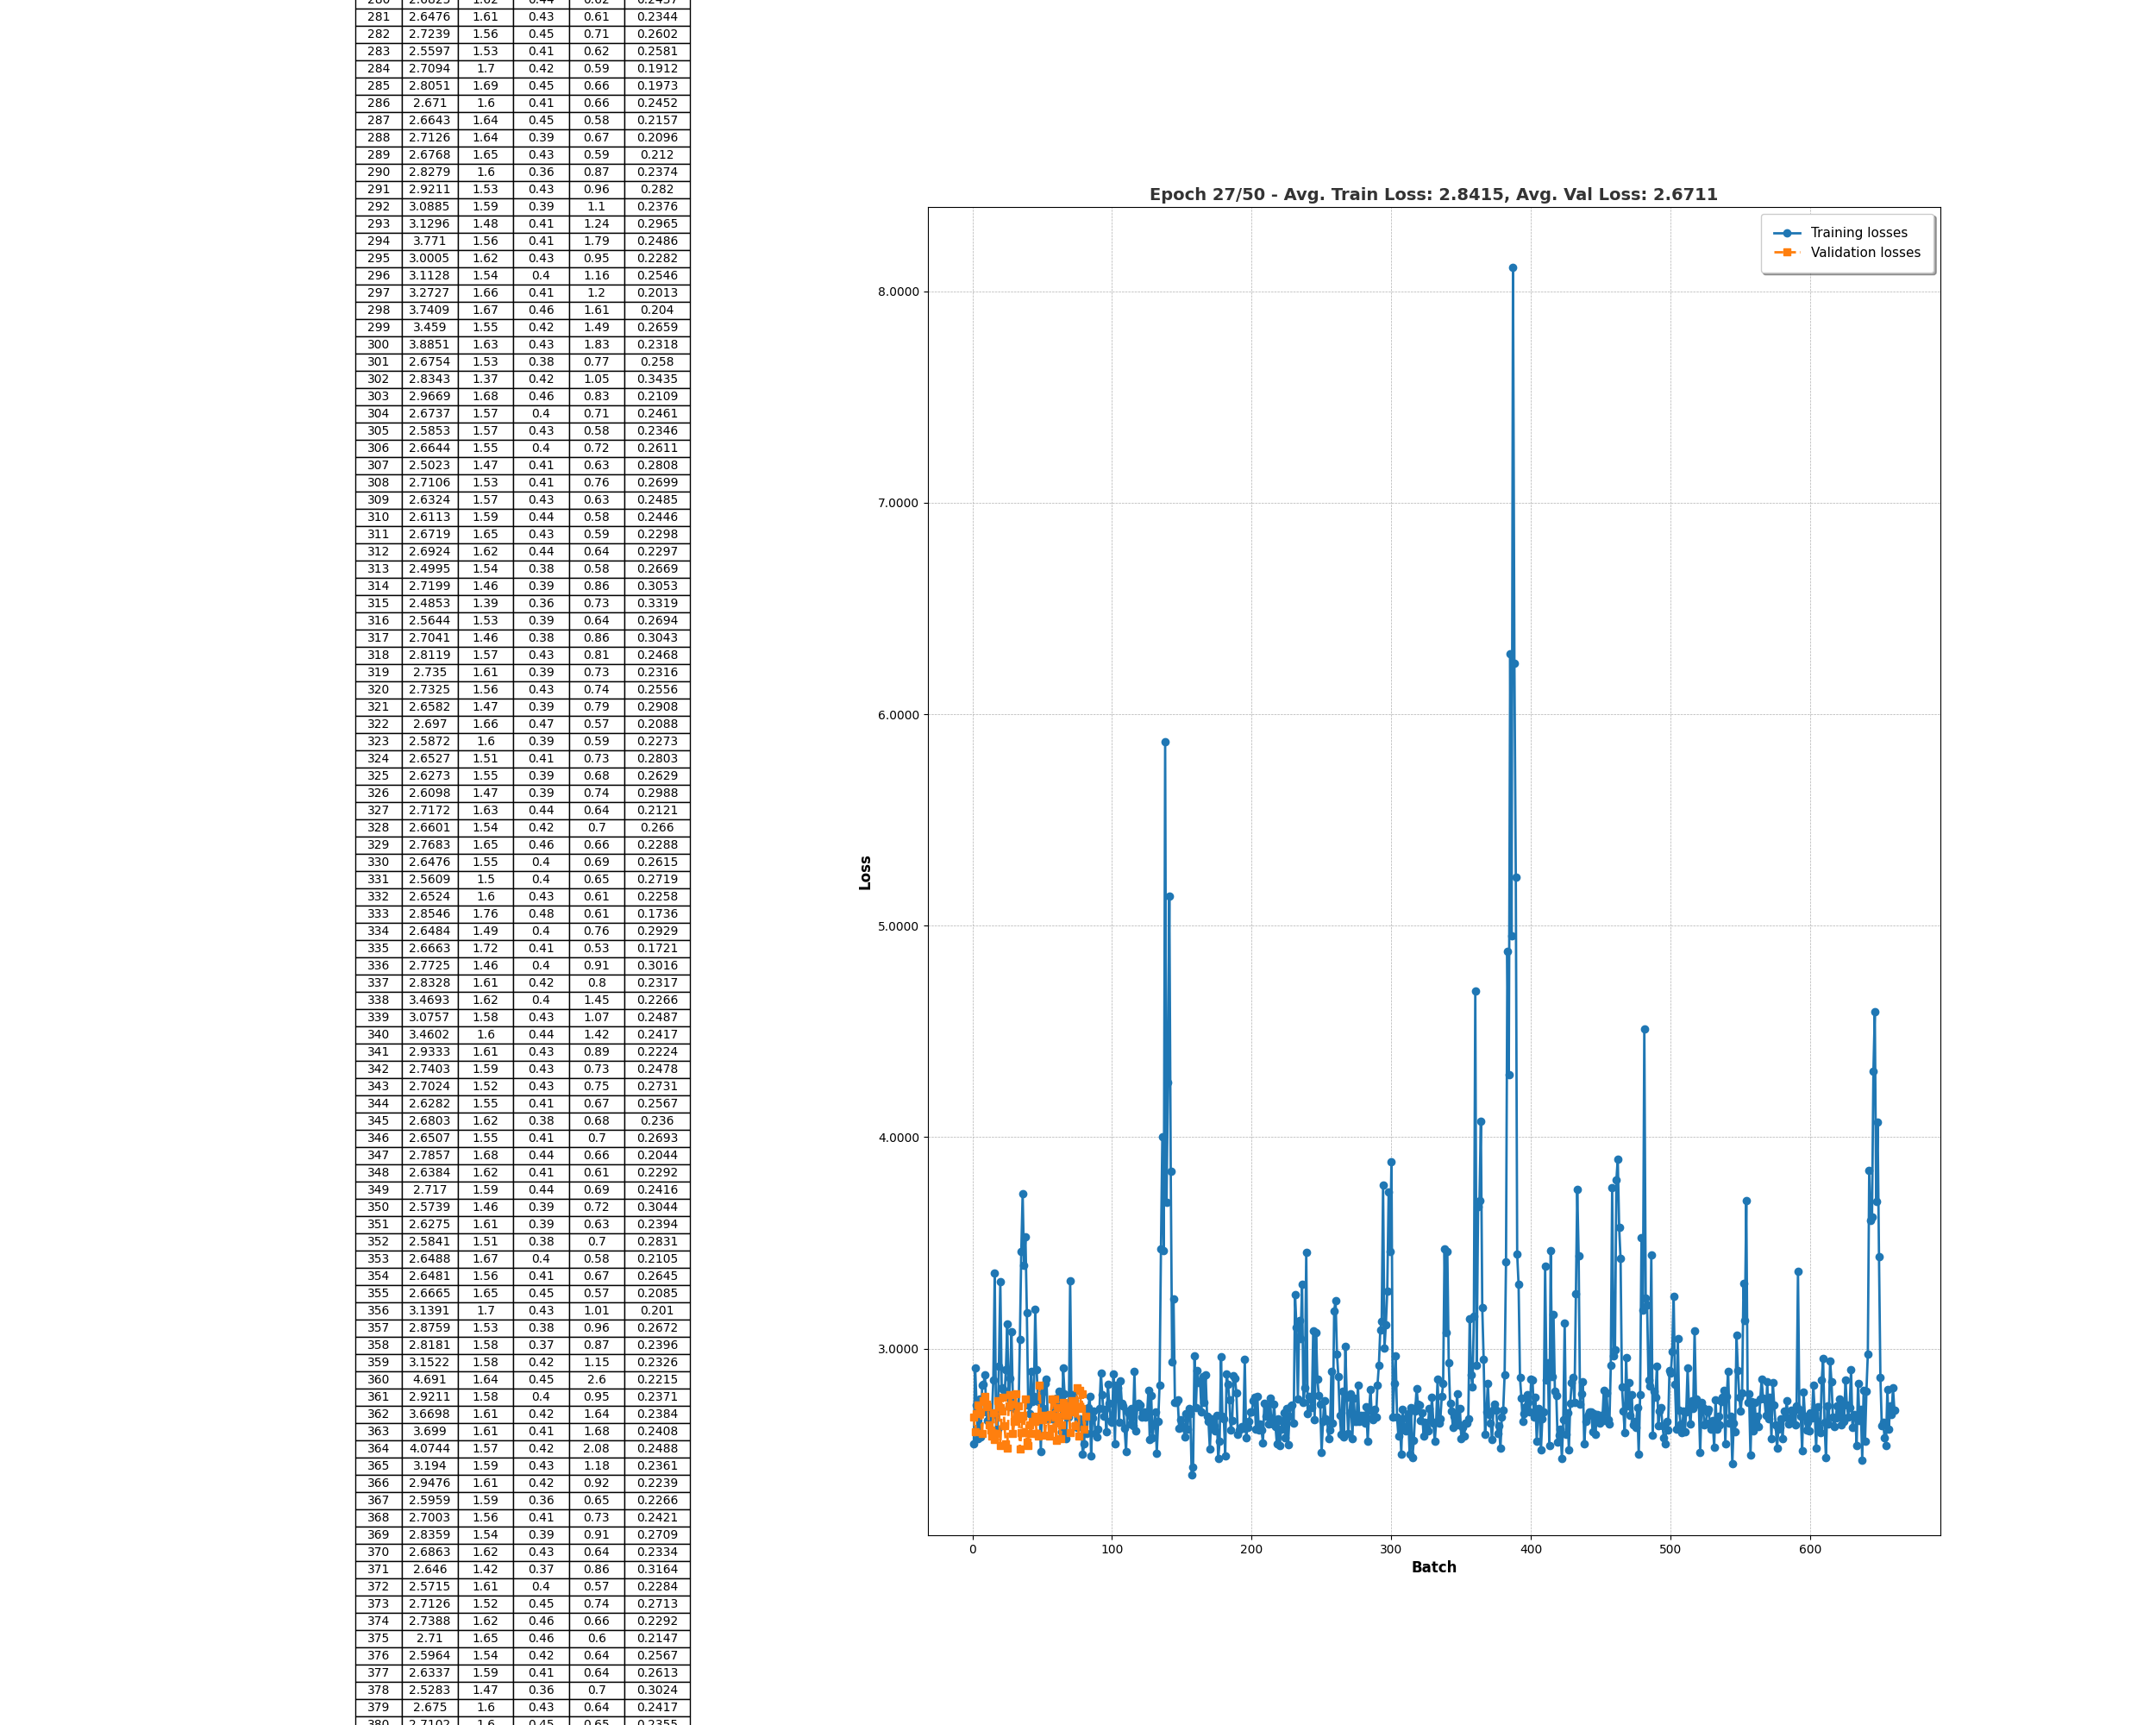 281 2.6476 1.61 0.43 0.61 0.2344
282 2.7239 1.56 0.45 0.71 0.2602
283 2.5597 1.53 0.41 0.62 0.2581
284 2.7094 1.7 0.42 0.59 0.1912
285 2.8051 1.69 0.45 0.66 0.1973
286 2.671 1.6 0.41 0.66 0.2452
287 2.6643 1.64 0.45 0.58 0.2157
288 2.7126 1.64 0.39 0.67 0.2096
289 2.6768 1.65 0.43 0.59 0.212
290 2.8279 1.6 0.36 0.87 0.2374
291 2.9211 1.53 0.43 0.96 0.282
292 3.0885 1.59 0.39 1.1 0.2376
293 3.1296 1.48 0.41 1.24 0.2965
294 3.771 1.56 0.41 1.79 0.2486
295 3.0005 1.62 0.43 0.95 0.2282
296 3.1128 1.54 0.4 1.16 0.2546
297 3.2727 1.66 0.41 1.2 0.2013
298 3.7409 1.67 0.46 1.61 0.204
299 3.459 1.55 0.42 1.49 0.2659
300 3.8851 1.63 0.43 1.83 0.2318
301 2.6754 1.53 0.38 0.77 0.258
302 2.8343 1.37 0.42 1.05 0.3435
303 2.9669 1.68 0.46 0.83 0.2109
304 2.6737 1.57 0.4 0.71 0.2461
305 2.5853 1.57 0.43 0.58 0.2346
306 2.6644 1.55 0.4 0.72 0.2611
307 2.5023 1.47 0.41 0.63 0.2808
308 2.7106 1.53 0.41 0.76 0.2699
309 2.6324 1.57 0.43 0.63 0.2485
310 2.6113 1.59 0.44 0.58 0.2446
311 2.6719 1.65 0.43 0.59 0.2298
312 2.6924 1.62 0.44 0.64 0.2297
313 2.4995 1.54 0.38 0.58 0.2669
314 2.7199 1.46 0.39 0.86 0.3053
315 2.4853 1.39 0.36 0.73 0.3319
316 2.5644 1.53 0.39 0.64 0.2694
317 2.7041 1.46 0.38 0.86 0.3043
318 2.8119 1.57 0.43 0.81 0.2468
319 2.735 1.61 0.39 0.73 0.2316
320 2.7325 1.56 0.43 0.74 0.2556
321 2.6582 1.47 0.39 0.79 0.2908
322 2.697 1.66 0.47 0.57 0.2088
323 2.5872 1.6 0.39 0.59 0.2273
324 2.6527 1.51 0.41 0.73 0.2803
325 2.6273 1.55 0.39 0.68 0.2629
326 2.6098 1.47 0.39 0.74 0.2988
327 2.7172 1.63 0.44 0.64 0.2121
328 2.6601 1.54 0.42 0.7 0.266
329 2.7683 1.65 0.46 0.66 0.2288
330 2.6476 1.55 0.4 0.69 0.2615
331 2.5609 1.5 0.4 0.65 0.2719
332 2.6524 1.6 0.43 0.61 0.2258
333 2.8546 1.76 0.48 0.61 0.1736
334 2.6484 1.49 0.4 0.76 0.2929
335 2.6663 1.72 0.41 0.53 0.1721
336 2.7725 1.46 0.4 0.91 0.3016
337 2.8328 1.61 0.42 0.8 0.2317
338 3.4693 1.62 0.4 1.45 0.2266
339 3.0757 1.58 0.43 1.07 0.2487
340 3.4602 1.6 0.44 1.42 0.2417
341 2.9333 1.61 0.43 0.89 0.2224
342 2.7403 1.59 0.43 0.73 0.2478
343 2.7024 1.52 0.43 0.75 0.2731
344 2.6282 1.55 0.41 0.67 0.2567
345 2.6803 1.62 0.38 0.68 0.236
346 2.6507 1.55 0.41 0.7 0.2693
347 2.7857 1.68 0.44 0.66 0.2044
348 2.6384 1.62 0.41 0.61 0.2292
349 2.717 1.59 0.44 0.69 0.2416
350 2.5739 1.46 0.39 0.72 0.3044
351 2.6275 1.61 0.39 0.63 0.2394
352 2.5841 1.51 0.38 0.7 0.2831
353 2.6488 1.67 0.4 0.58 0.2105
354 2.6481 1.56 0.41 0.67 0.2645
355 2.6665 1.65 0.45 0.57 0.2085
356 3.1391 1.7 0.43 1.01 0.201
357 2.8759 1.53 0.38 0.96 0.2672
358 2.8181 1.58 0.37 0.87 0.2396
359 3.1522 1.58 0.42 1.15 0.2326
360 4.691 1.64 0.45 2.6 0.2215
361 2.9211 1.58 0.4 0.95 0.2371
362 3.6698 1.61 0.42 1.64 0.2384
363 3.699 1.61 0.41 1.68 0.2408
364 4.0744 1.57 0.42 2.08 0.2488
365 3.194 1.59 0.43 1.18 0.2361
366 2.9476 1.61 0.42 0.92 0.2239
367 2.5959 1.59 0.36 0.65 0.2266
368 2.7003 1.56 0.41 0.73 0.2421
369 2.8359 1.54 0.39 0.91 0.2709
370 2.6863 1.62 0.43 0.64 0.2334
371 2.646 1.42 0.37 0.86 0.3164
372 2.5715 1.61 0.4 0.57 0.2284
373 2.7126 1.52 0.45 0.74 0.2713
374 2.7388 1.62 0.46 0.66 0.2292
375 2.71 1.65 0.46 0.6 0.2147
376 2.5964 1.54 0.42 0.64 0.2567
377 2.6337 1.59 0.41 0.64 0.2613
378 2.5283 1.47 0.36 0.7 0.3024
379 2.675 1.6 0.43 0.64 0.2417
380 2.7102 1.6 0.45 0.65 0.2355
Epoch 27/50 - Avg. Train Loss: 2.8415, Avg. Val Loss: 2.6711
Training losses
Validation losses
8.0000
7.0000
6.0000
5.0000
4.0000
3.0000
Loss
0 100 200 300 400 500 600
Batch